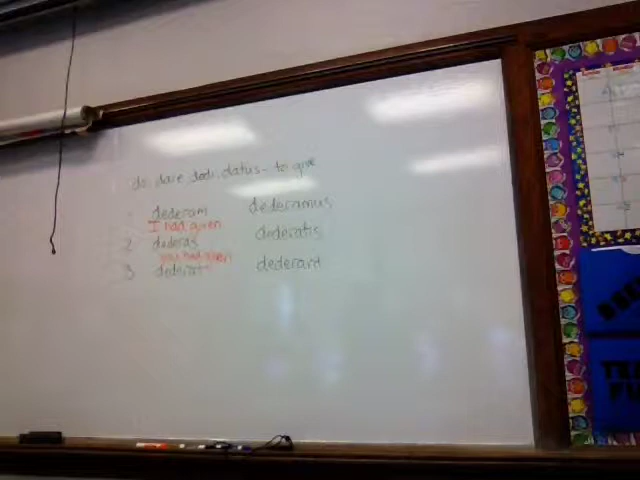 do, dare, dedi, datus - to give
1 dederam dederamus
I had given
2 dederas dederatis
you had given
3 dederat dederant